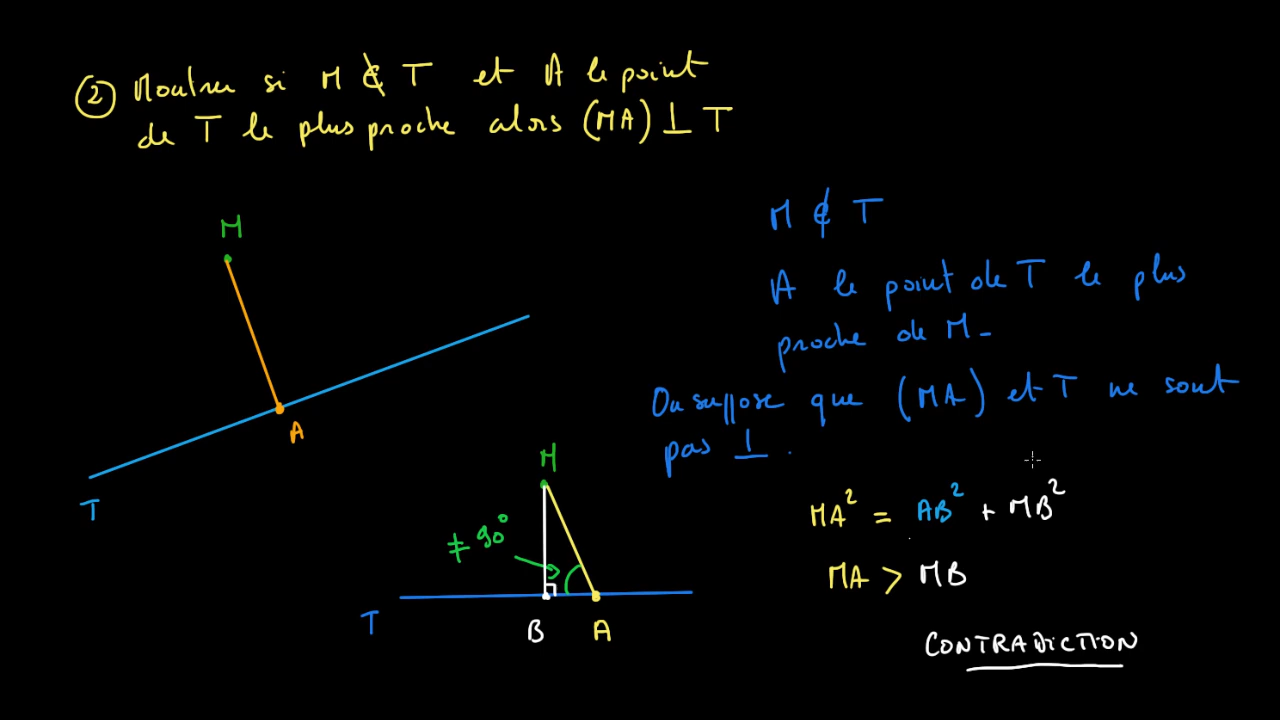 ② Montrer si M ∉ T et A le point
de T le plus proche alors (MA) ⊥ T
M
A
T
M ∉ T
A le point de T le plus
proche de M -
On suppose que (MA) et T ne sont
pas ⊥ .
M
≠ 90°
T
B
A
MA² = AB² + MB²
MA > MB
CONTRADICTION